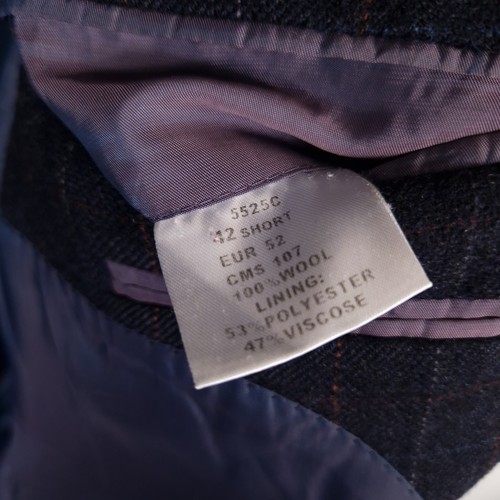 5525C
42 SHORT
EUR 52
CMS 107
100% WOOL
LINING:
53% POLYESTER
47% VISCOSE